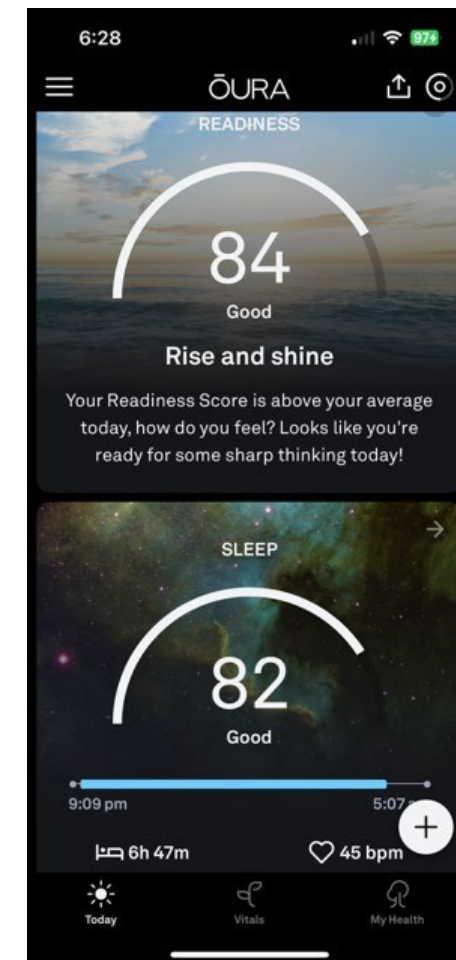 6:28
97
ŌURA
READINESS
84
Good
Rise and shine
Your Readiness Score is above your average
today, how do you feel? Looks like you're
ready for some sharp thinking today!
SLEEP
82
Good
9:09 pm 5:07
6h 47m 45 bpm
Today Vitals My Health